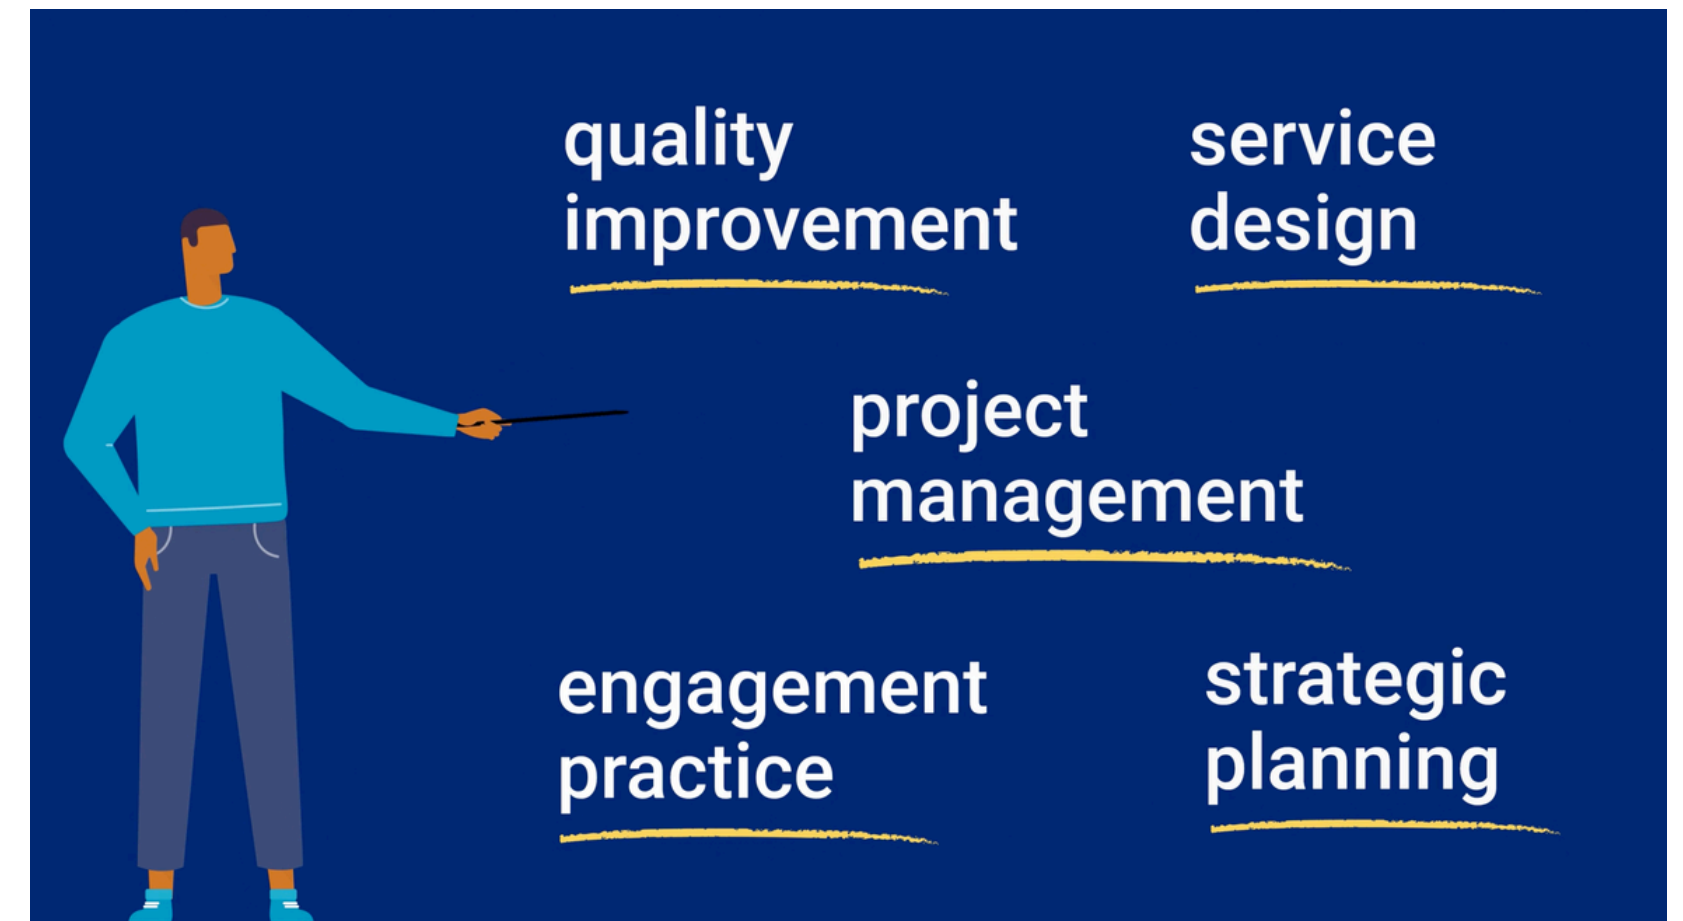 quality
improvement
service
design
project
management
engagement
practice
strategic
planning